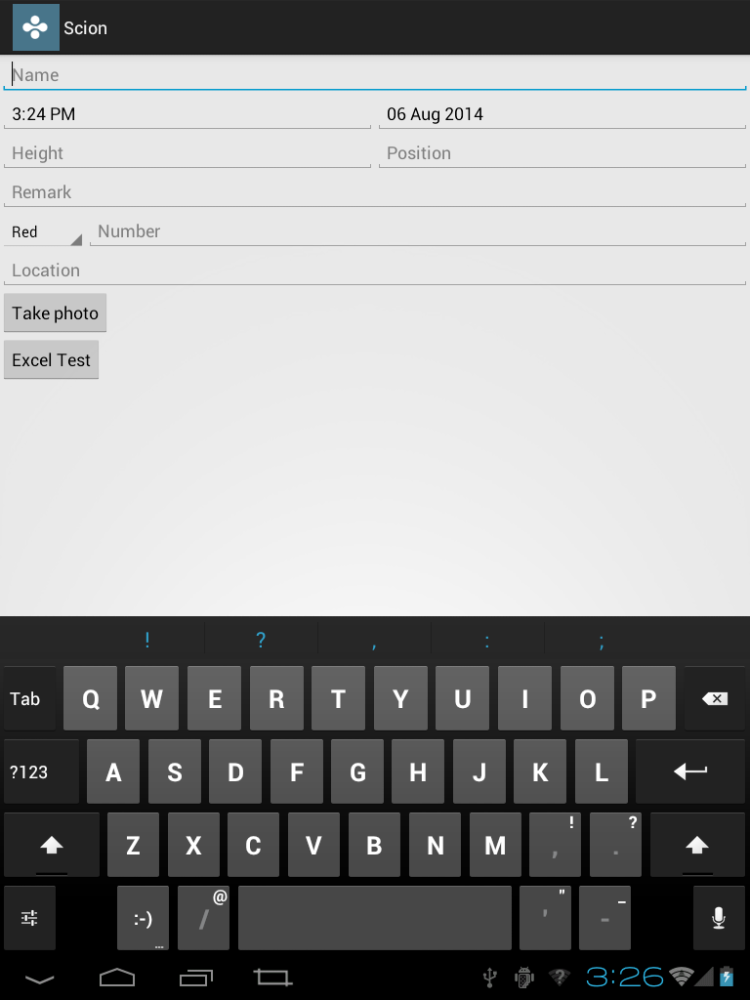 Scion
Name
3:24 PM 06 Aug 2014
Height Position
Remark
Red Number
Location
Take photo
Excel Test
! ? , : ;
Tab Q W E R T Y U I O P
?123 A S D F G H J K L
Z X C V B N M , ! . ?
:-) ... / @ ' " - _
3:26